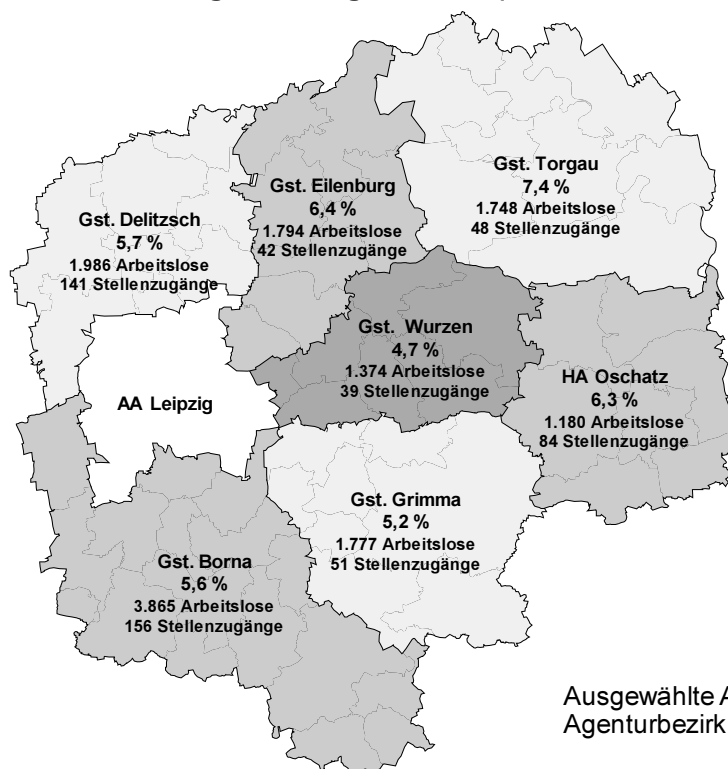 Gst. Torgau
7,4 %
1.748 Arbeitslose
48 Stellenzugänge
Gst. Eilenburg
6,4 %
1.794 Arbeitslose
42 Stellenzugänge
Gst. Delitzsch
5,7 %
1.986 Arbeitslose
141 Stellenzugänge
Gst. Wurzen
4,7 %
1.374 Arbeitslose
39 Stellenzugänge
AA Leipzig
HA Oschatz
6,3 %
1.180 Arbeitslose
84 Stellenzugänge
Gst. Grimma
5,2 %
1.777 Arbeitslose
51 Stellenzugänge
Gst. Borna
5,6 %
3.865 Arbeitslose
156 Stellenzugänge
Ausgewählte A
Agenturbezirk